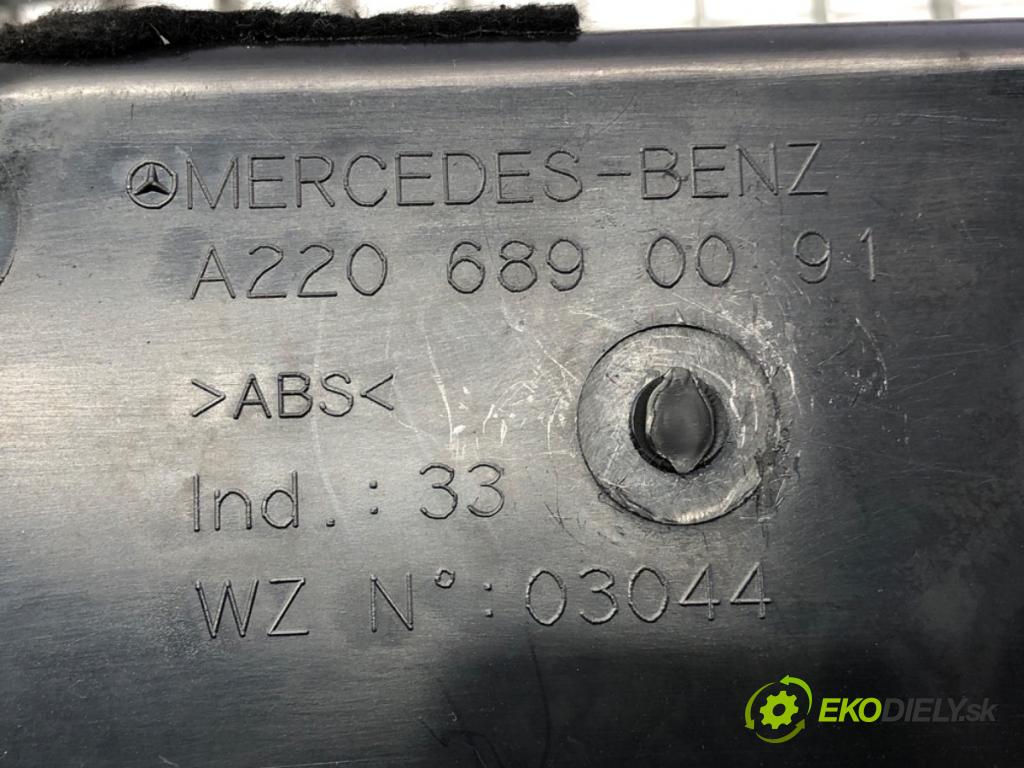 MERCEDES-BENZ
A220 689 00 91
>ABS<
Ind.: 33
WZ N°: 03044
EKODIELY.sk